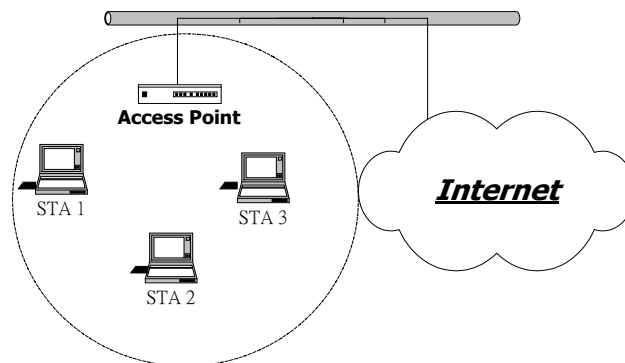 Access Point
STA 1
STA 3
Internet
STA 2